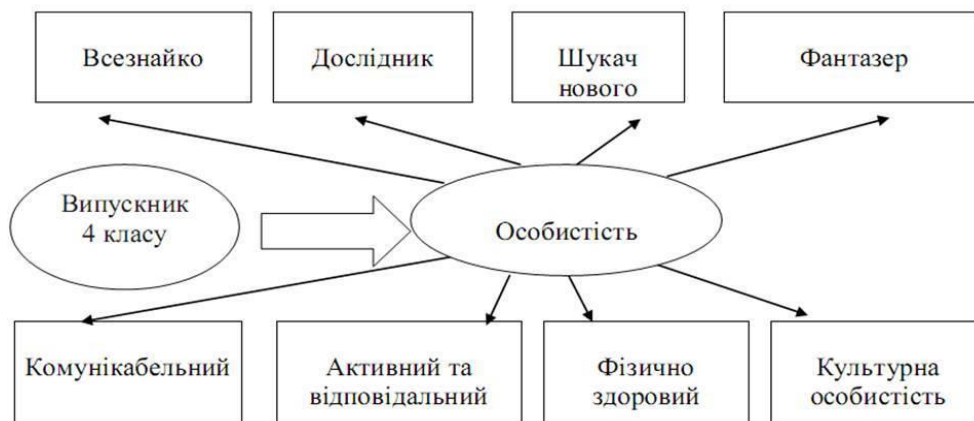 Всезнайко
Дослідник
Шукач
нового
Фантазер
Випускник
4 класу
Особистість
Комунікабельний
Активний та
відповідальний
Фізично
здоровий
Культурна
особистість